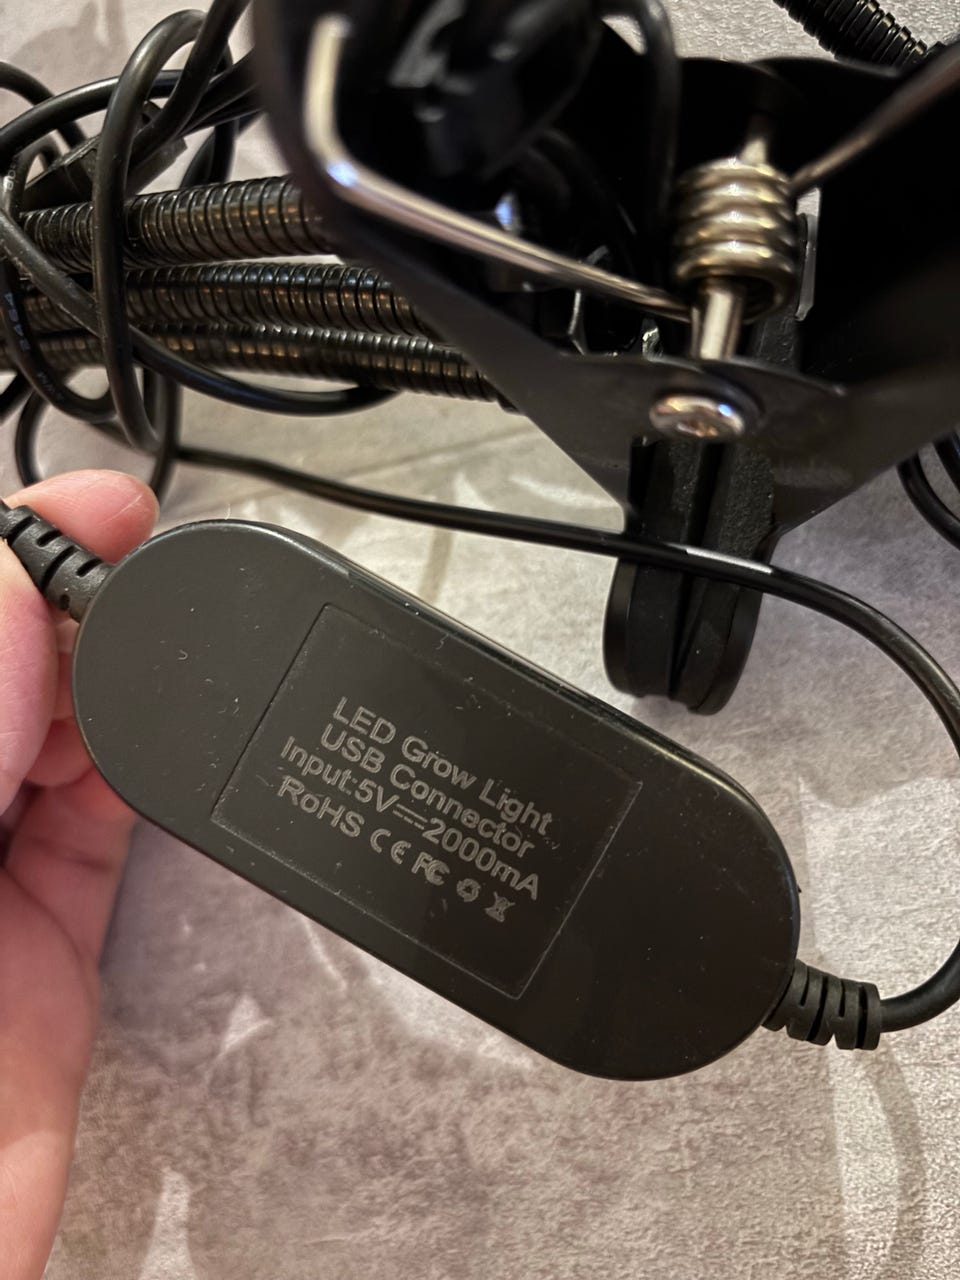 LED Grow Light
USB Connector
Input:5V⎓2000mA
RoHS CE FC